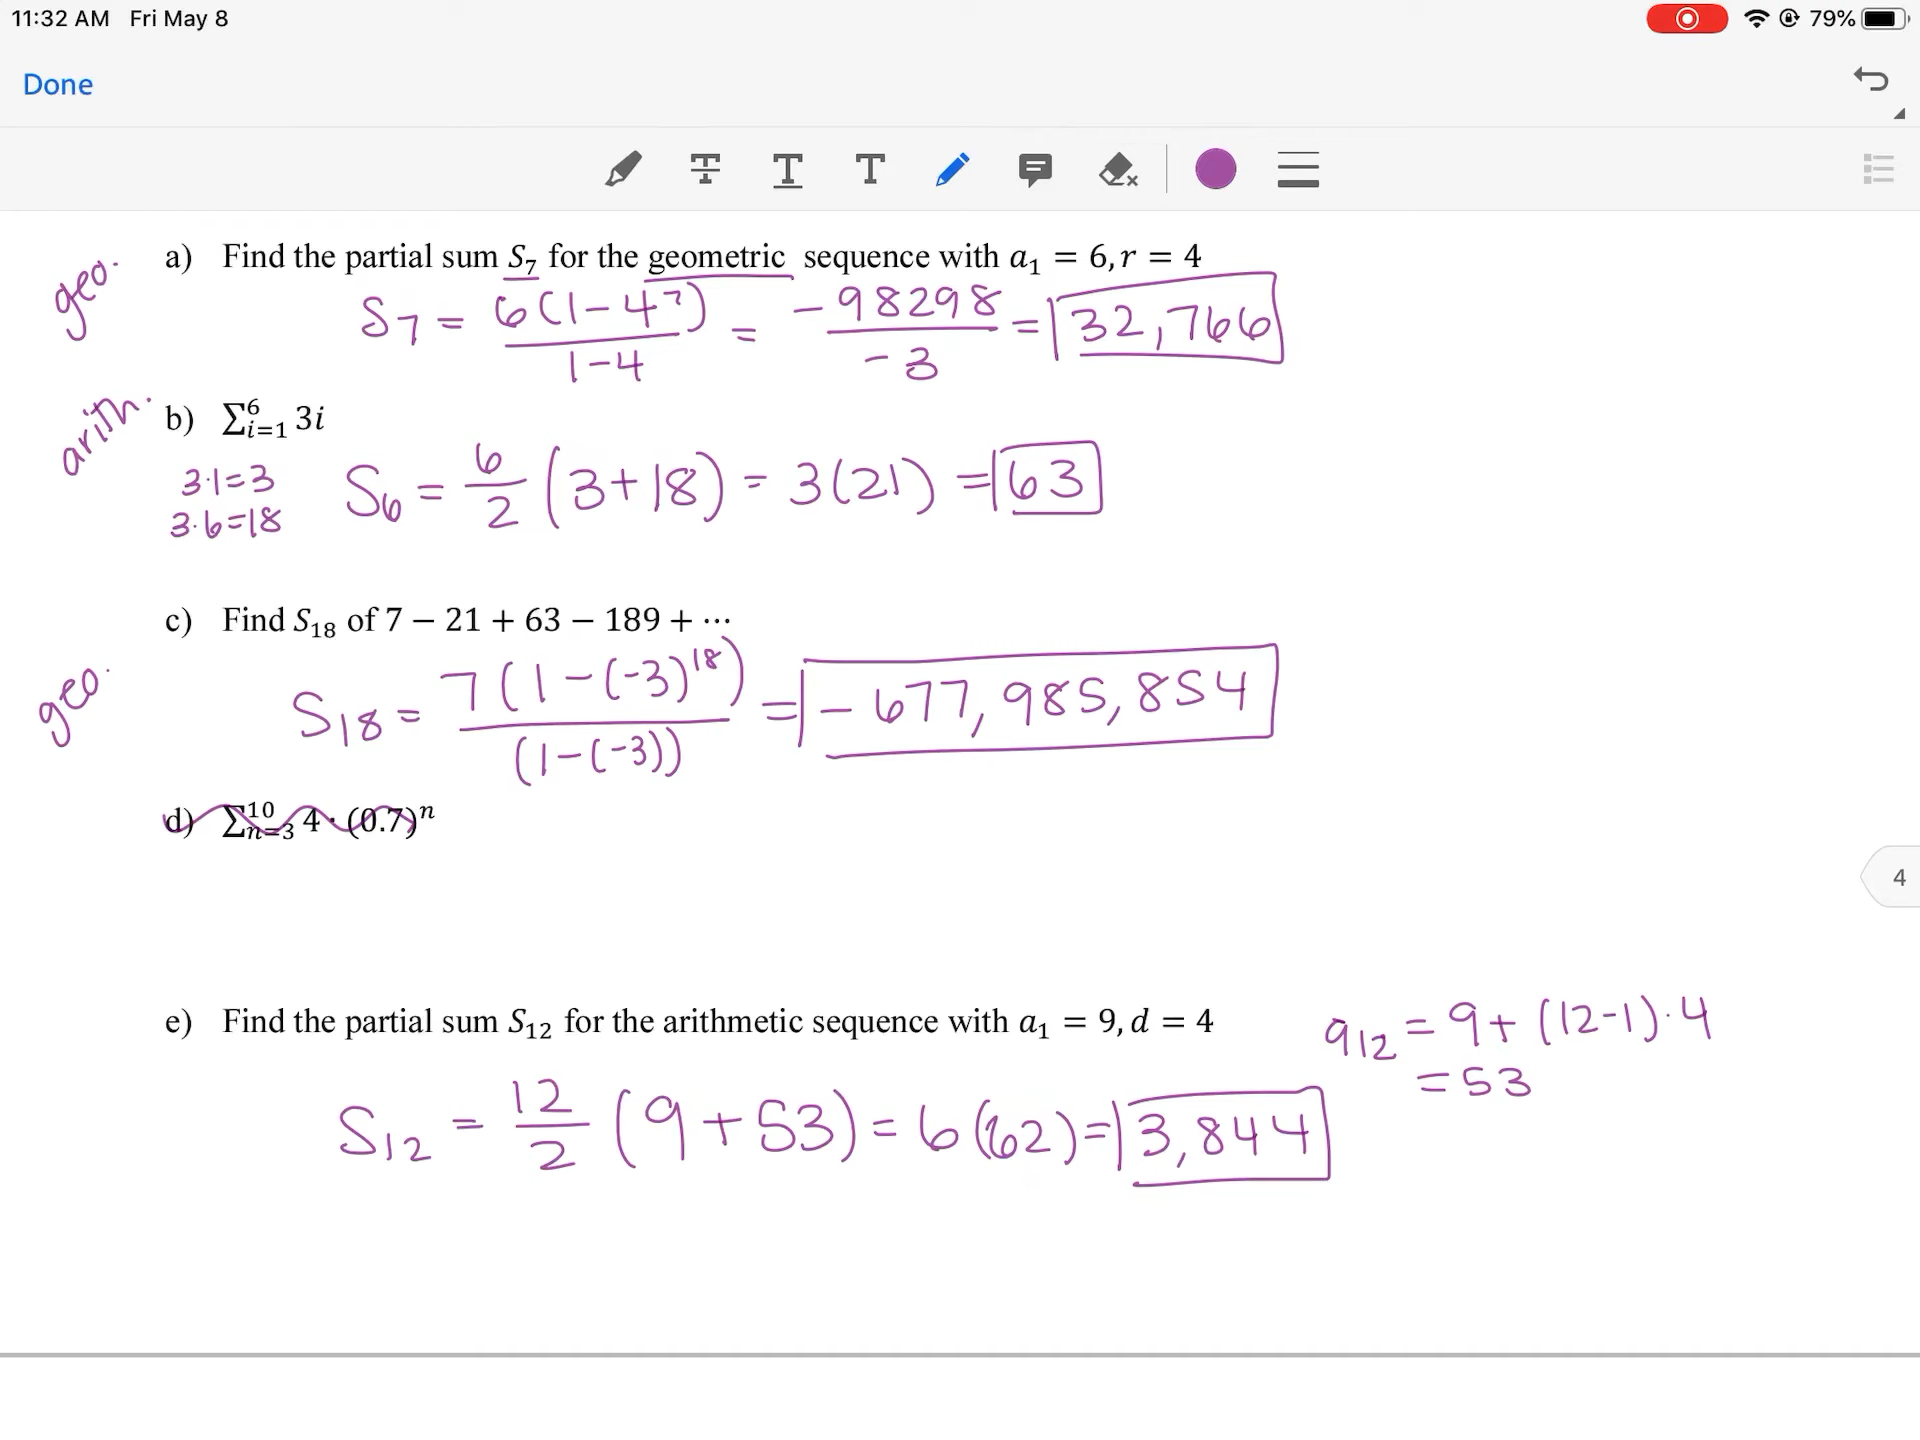 11:32 AM Fri May 8 79%
Done
a) Find the partial sum S₇ for the geometric sequence with a₁ = 6, r = 4
geo.
S₇ = 6(1-4⁷)/1-4 = -98298/-3 = 32,766
arith.
b) ∑⁶ᵢ₌₁ 3i
3·1=3
3·6=18
S₆ = 6/2 (3+18) = 3(21) = 63
c) Find S₁₈ of 7 − 21 + 63 − 189 + ⋯
geo.
S₁₈ = 7(1-(-3)¹⁸)/(1-(-3)) = -677,985,854
d) ∑¹⁰ₙ₌₃ 4 · (0.7)ⁿ
4
e) Find the partial sum S₁₂ for the arithmetic sequence with a₁ = 9, d = 4
a₁₂ = 9+(12-1)·4
= 53
S₁₂ = 12/2 (9+53) = 6(62) = 3,844